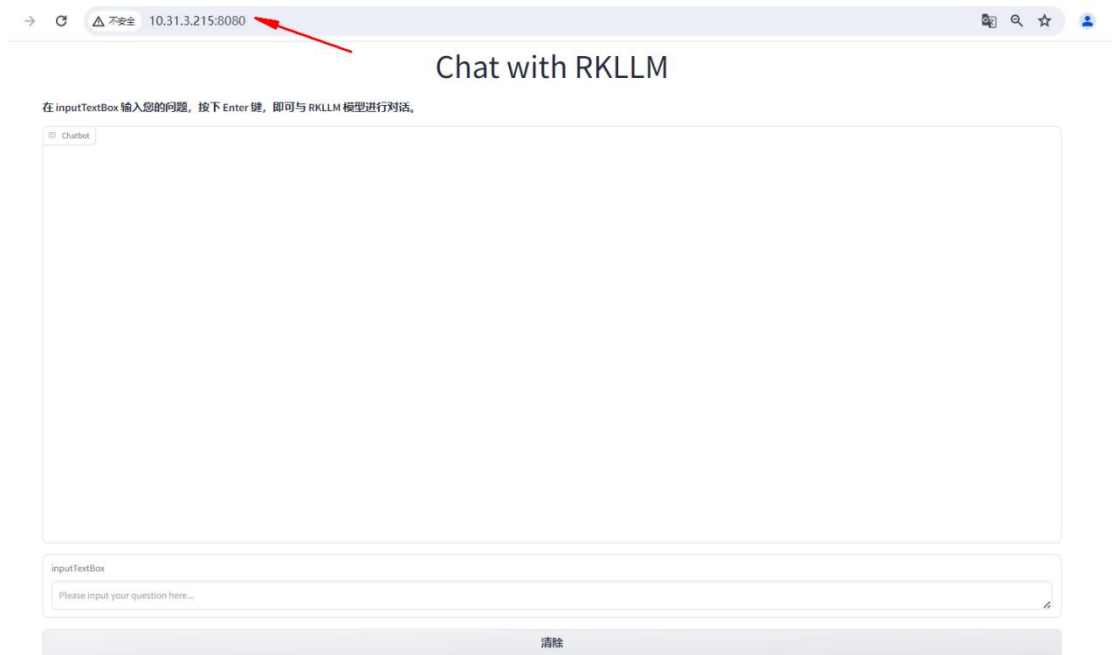 不安全 10.31.3.215:8080
Chat with RKLLM
在 inputTextBox 输入您的问题，按下 Enter 键，即可与 RKLLM 模型进行对话。
Chatbot
inputTextBox
Please input your question here...
清除